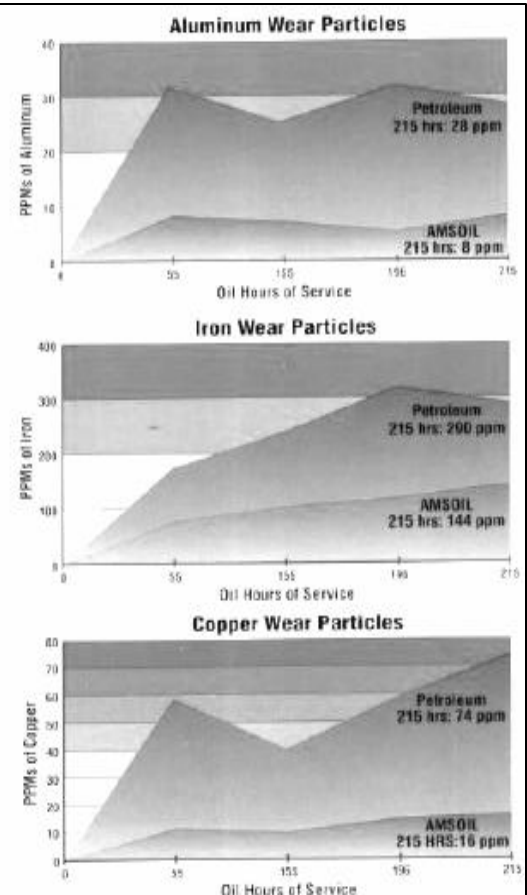 Aluminum Wear Particles
40
30
20
10
0
PPMs of Aluminum
Petroleum
215 hrs: 28 ppm
AMSOIL
215 hrs: 8 ppm
0 55 155 196 215
Oil Hours of Service
Iron Wear Particles
400
300
200
100
0
PPMs of Iron
Petroleum
215 hrs: 290 ppm
AMSOIL
215 hrs: 144 ppm
0 55 155 196 215
Oil Hours of Service
Copper Wear Particles
80
70
60
50
40
30
20
10
0
PPMs of Copper
Petroleum
215 hrs: 74 ppm
AMSOIL
215 HRS:16 ppm
0 55 155 196 215
Oil Hours of Service